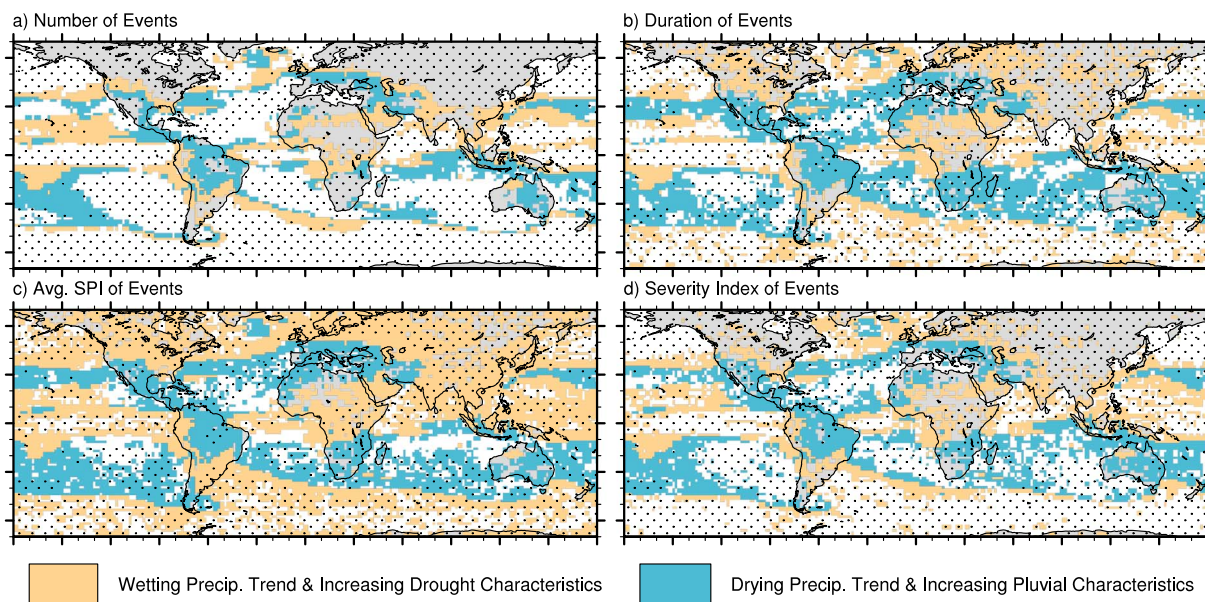 a) Number of Events
b) Duration of Events
c) Avg. SPI of Events
d) Severity Index of Events
Wetting Precip. Trend & Increasing Drought Characteristics
Drying Precip. Trend & Increasing Pluvial Characteristics